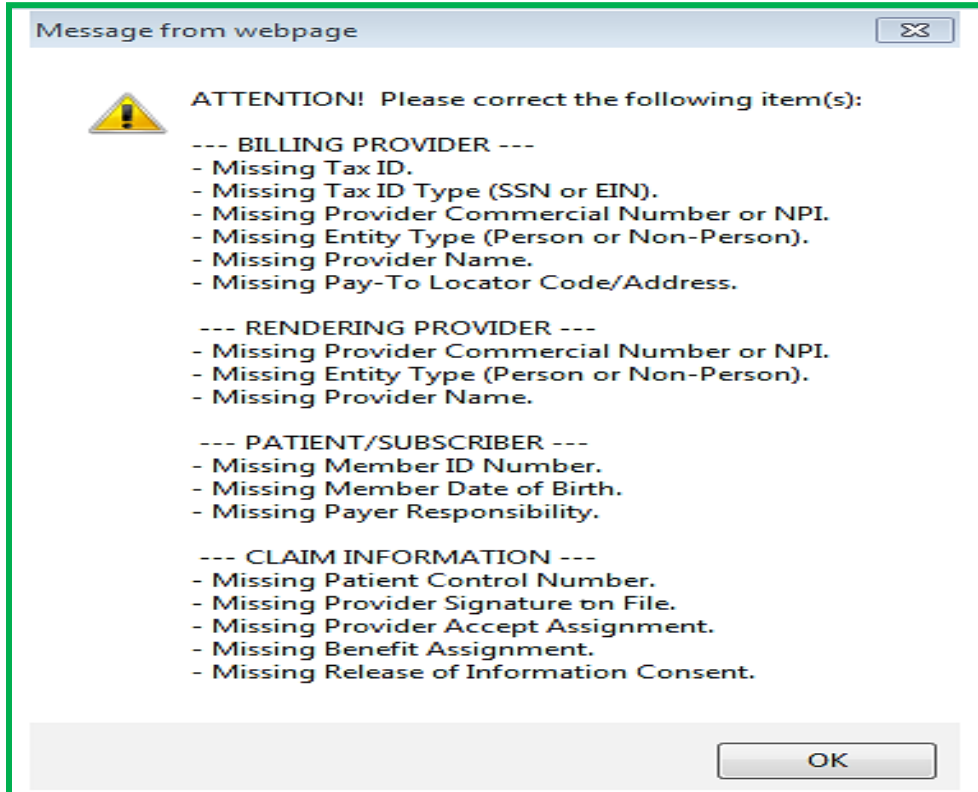 Message from webpage
ATTENTION!  Please correct the following item(s):
--- BILLING PROVIDER ---
- Missing Tax ID.
- Missing Tax ID Type (SSN or EIN).
- Missing Provider Commercial Number or NPI.
- Missing Entity Type (Person or Non-Person).
- Missing Provider Name.
- Missing Pay-To Locator Code/Address.
--- RENDERING PROVIDER ---
- Missing Provider Commercial Number or NPI.
- Missing Entity Type (Person or Non-Person).
- Missing Provider Name.
--- PATIENT/SUBSCRIBER ---
- Missing Member ID Number.
- Missing Member Date of Birth.
- Missing Payer Responsibility.
--- CLAIM INFORMATION ---
- Missing Patient Control Number.
- Missing Provider Signature on File.
- Missing Provider Accept Assignment.
- Missing Benefit Assignment.
- Missing Release of Information Consent.
OK